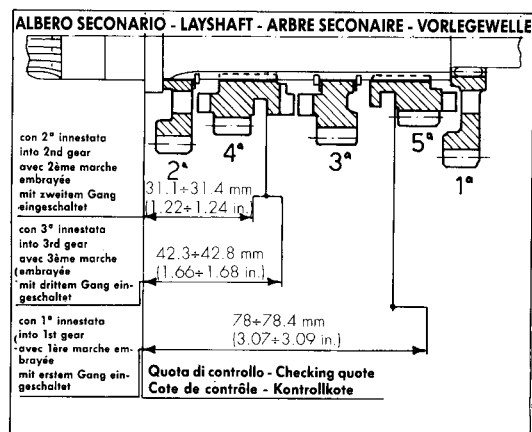 ALBERO SECONARIO - LAYSHAFT - ARBRE SECONAIRE - VORLEGEWELLE
2ª
4ª
3ª
5ª
1ª
con 2ª innestata
into 2nd gear
avec 2ème marche
embrayée
mit zweitem Gang
eingeschaltet
31.1÷31.4 mm
(1.22÷1.24 in.)
con 3ª innestata
into 3rd gear
avec 3ème marche
embrayée
mit drittem Gang ein-
geschaltet
42.3÷42.8 mm
(1.66÷1.68 in.)
con 1ª innestata
into 1st gear
avec 1ère marche em-
brayée
mit erstem Gang ein-
geschaltet
78÷78.4 mm
(3.07÷3.09 in.)
Quota di controllo - Checking quote
Cote de contrôle - Kontrollkote